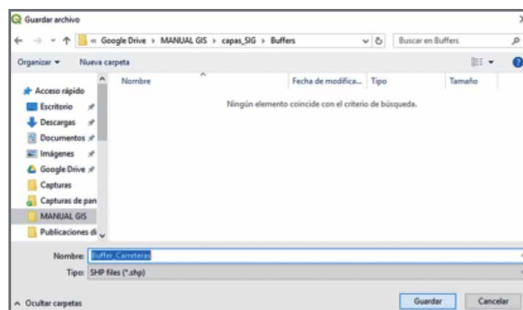 Guardar archivo
« Google Drive > MANUAL GIS > capas_SIG > Buffers
Buscar en Buffers
Organizar
Nueva carpeta
Nombre
Fecha de modifica...
Tipo
Tamaño
Ningún elemento coincide con el criterio de búsqueda.
Acceso rápido
Escritorio
Descargas
Documentos
Imágenes
Google Drive
Capturas
Capturas de pan
MANUAL GIS
Publicaciones di
Nombre: Buffer_Carreteras
Tipo: SHP files (*.shp)
Ocultar carpetas
Guardar
Cancelar